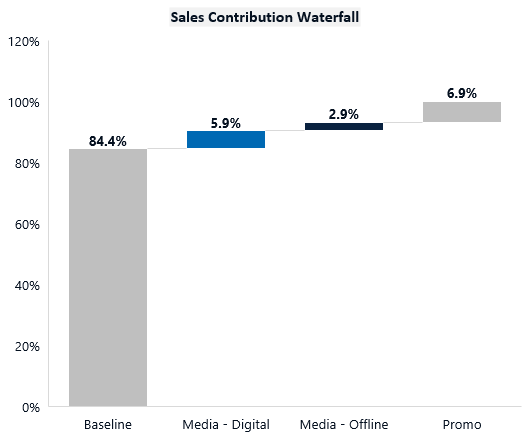 Sales Contribution Waterfall
120%
100%
80%
60%
40%
20%
0%
84.4%
5.9%
2.9%
6.9%
Baseline
Media - Digital
Media - Offline
Promo